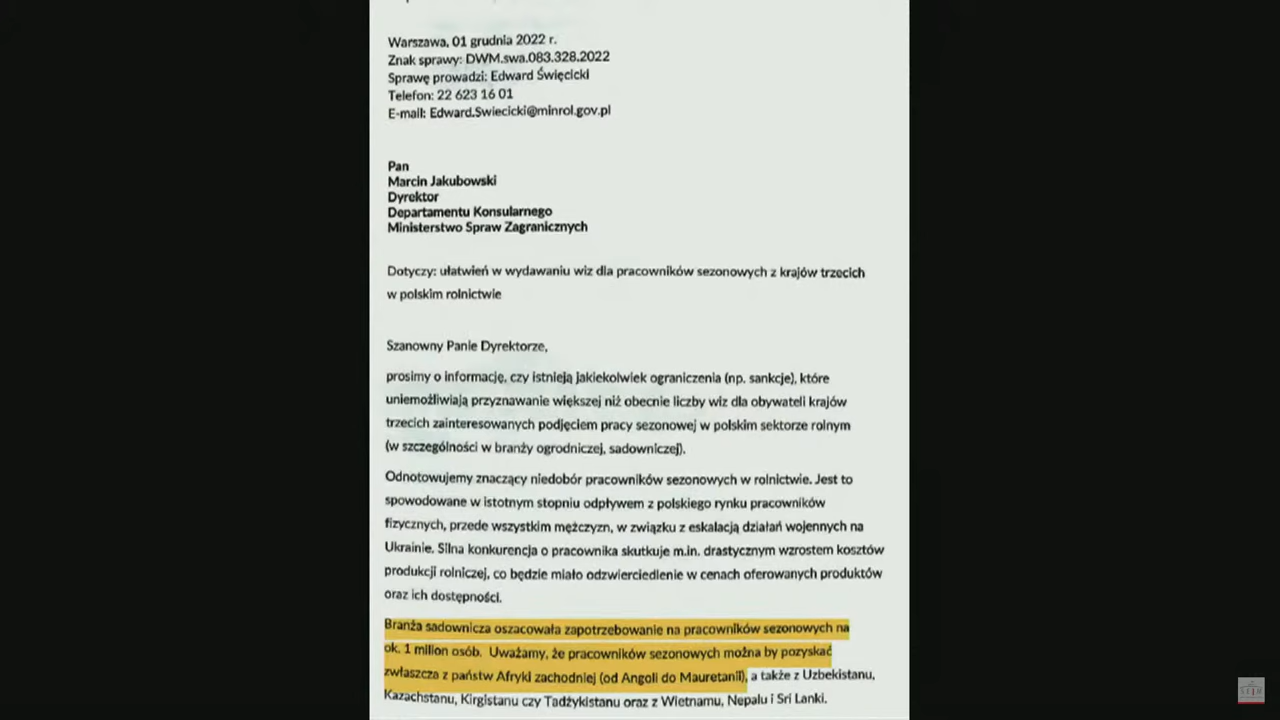 Warszawa, 01 grudnia 2022 r.
Znak sprawy: DWM.swa.083.328.2022
Sprawę prowadzi: Edward Święcicki
Telefon: 22 623 16 01
E-mail: Edward.Swiecicki@minrol.gov.pl
Pan
Marcin Jakubowski
Dyrektor
Departamentu Konsularnego
Ministerstwo Spraw Zagranicznych
Dotyczy: ułatwień w wydawaniu wiz dla pracowników sezonowych z krajów trzecich
w polskim rolnictwie
Szanowny Panie Dyrektorze,
prosimy o informację, czy istnieją jakiekolwiek ograniczenia (np. sankcje), które
uniemożliwiają przyznawanie większej niż obecnie liczby wiz dla obywateli krajów
trzecich zainteresowanych podjęciem pracy sezonowej w polskim sektorze rolnym
(w szczególności w branży ogrodniczej, sadowniczej).
Odnotowujemy znaczący niedobór pracowników sezonowych w rolnictwie. Jest to
spowodowane w istotnym stopniu odpływem z polskiego rynku pracowników
fizycznych, przede wszystkim mężczyzn, w związku z eskalacją działań wojennych na
Ukrainie. Silna konkurencja o pracownika skutkuje m.in. drastycznym wzrostem kosztów
produkcji rolniczej, co będzie miało odzwierciedlenie w cenach oferowanych produktów
oraz ich dostępności.
Branża sadownicza oszacowała zapotrzebowanie na pracowników sezonowych na
ok. 1 milion osób. Uważamy, że pracowników sezonowych można by pozyskać
zwłaszcza z państw Afryki zachodniej (od Angoli do Mauretanii), a także z Uzbekistanu,
Kazachstanu, Kirgistanu czy Tadżykistanu oraz z Wietnamu, Nepalu i Sri Lanki.
SEJM